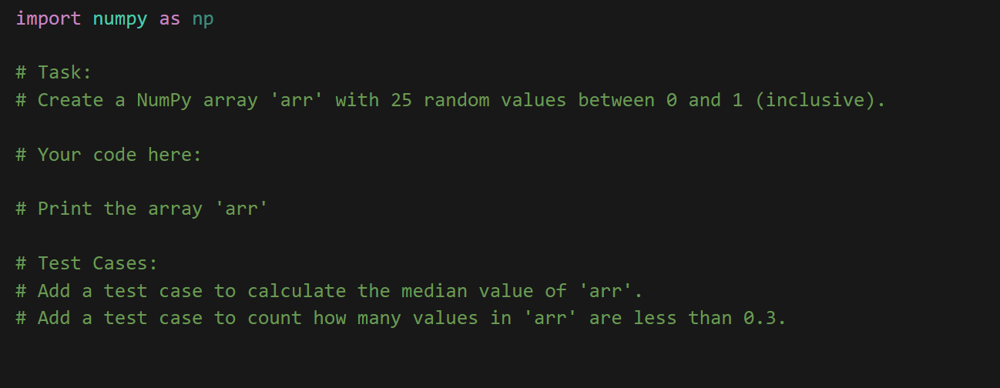 import numpy as np
# Task:
# Create a NumPy array 'arr' with 25 random values between 0 and 1 (inclusive).
# Your code here:
# Print the array 'arr'
# Test Cases:
# Add a test case to calculate the median value of 'arr'.
# Add a test case to count how many values in 'arr' are less than 0.3.